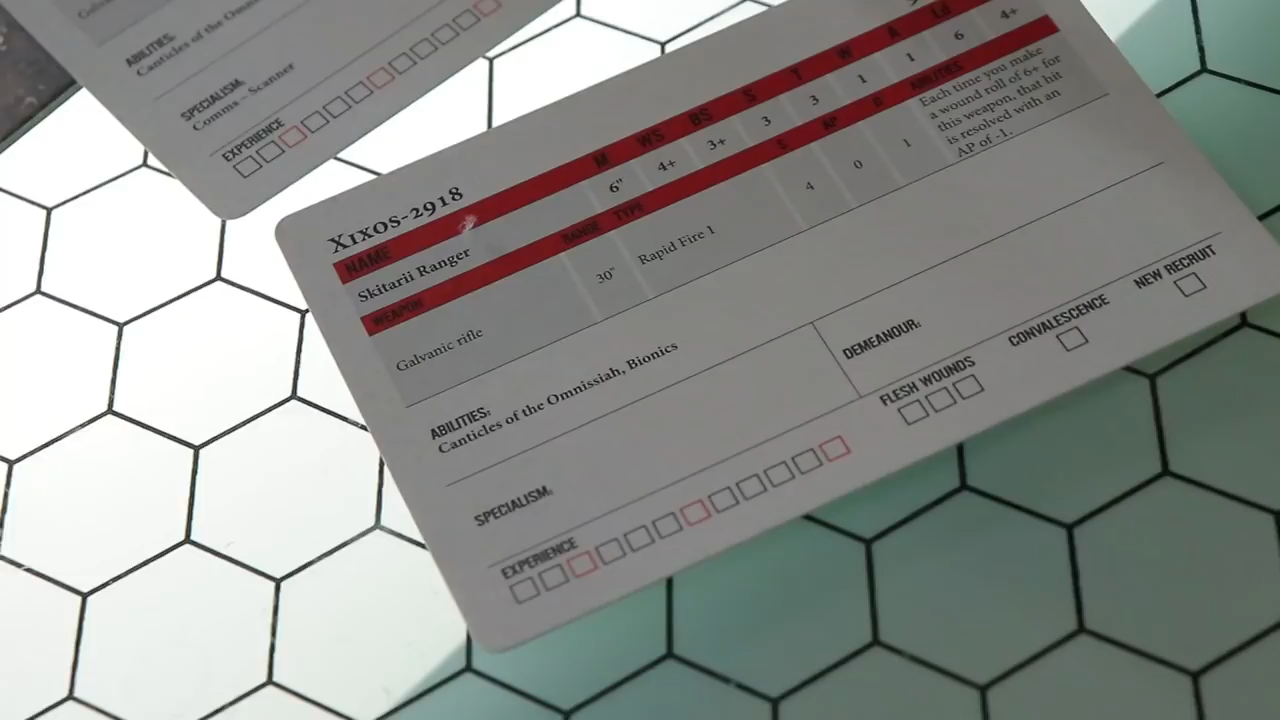 ABILITIES:
Canticles of the
SPECIALISM:
Comms – Scanner
EXPERIENCE
Xixos-2918
NAME M WS BS S T W A Ld
Skitarii Ranger 6" 4+ 3+ 3 3 1 1 6 4+
WEAPON RANGE TYPE S AP D ABILITIES
Galvanic rifle 30" Rapid Fire 1 4 0 1 Each time you make
a wound roll of 6+ for
this weapon, that hit
is resolved with an
AP of -1.
ABILITIES:
Canticles of the Omnissiah, Bionics
DEMEANOUR:
SPECIALISM:
FLESH WOUNDS CONVALESCENCE NEW RECRUIT
EXPERIENCE